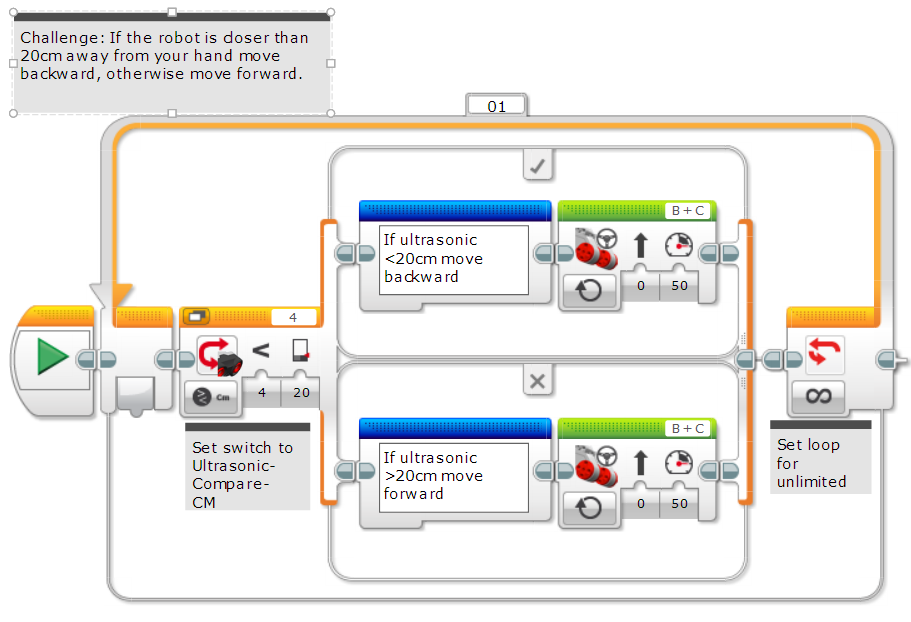 Challenge: If the robot is closer than
20cm away from your hand move
backward, otherwise move forward.
01
B + C
If ultrasonic
<20cm move
backward
0 50
4
<
Cm
4 20
B + C
If ultrasonic
>20cm move
forward
0 50
Set switch to
Ultrasonic-
Compare-
CM
∞
Set loop
for
unlimited